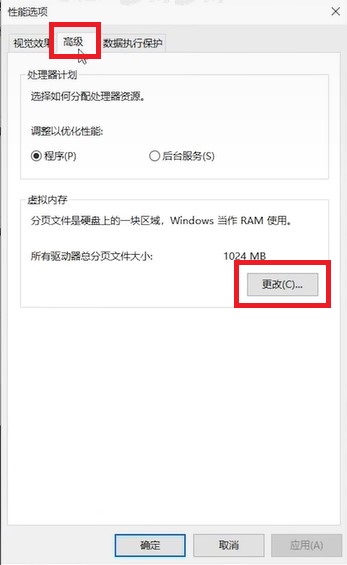 性能选项
视觉效果 高级 数据执行保护
处理器计划
选择如何分配处理器资源。
调整以优化性能:
程序(P) 后台服务(S)
虚拟内存
分页文件是硬盘上的一块区域，Windows 当作 RAM 使用。
所有驱动器总分页文件大小: 1024 MB
更改(C)...
确定 取消 应用(A)